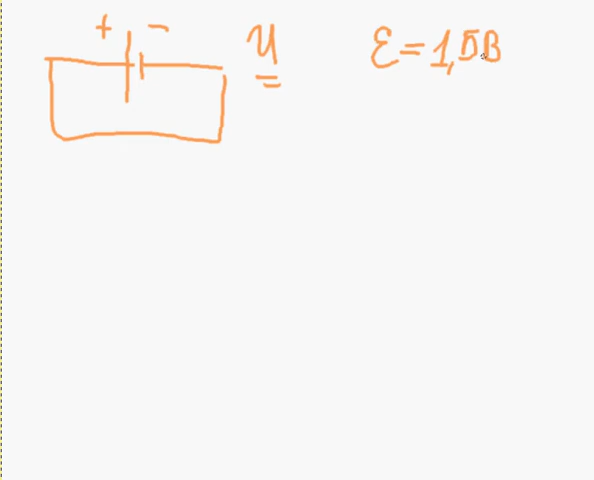 + − U ε = 1,5В